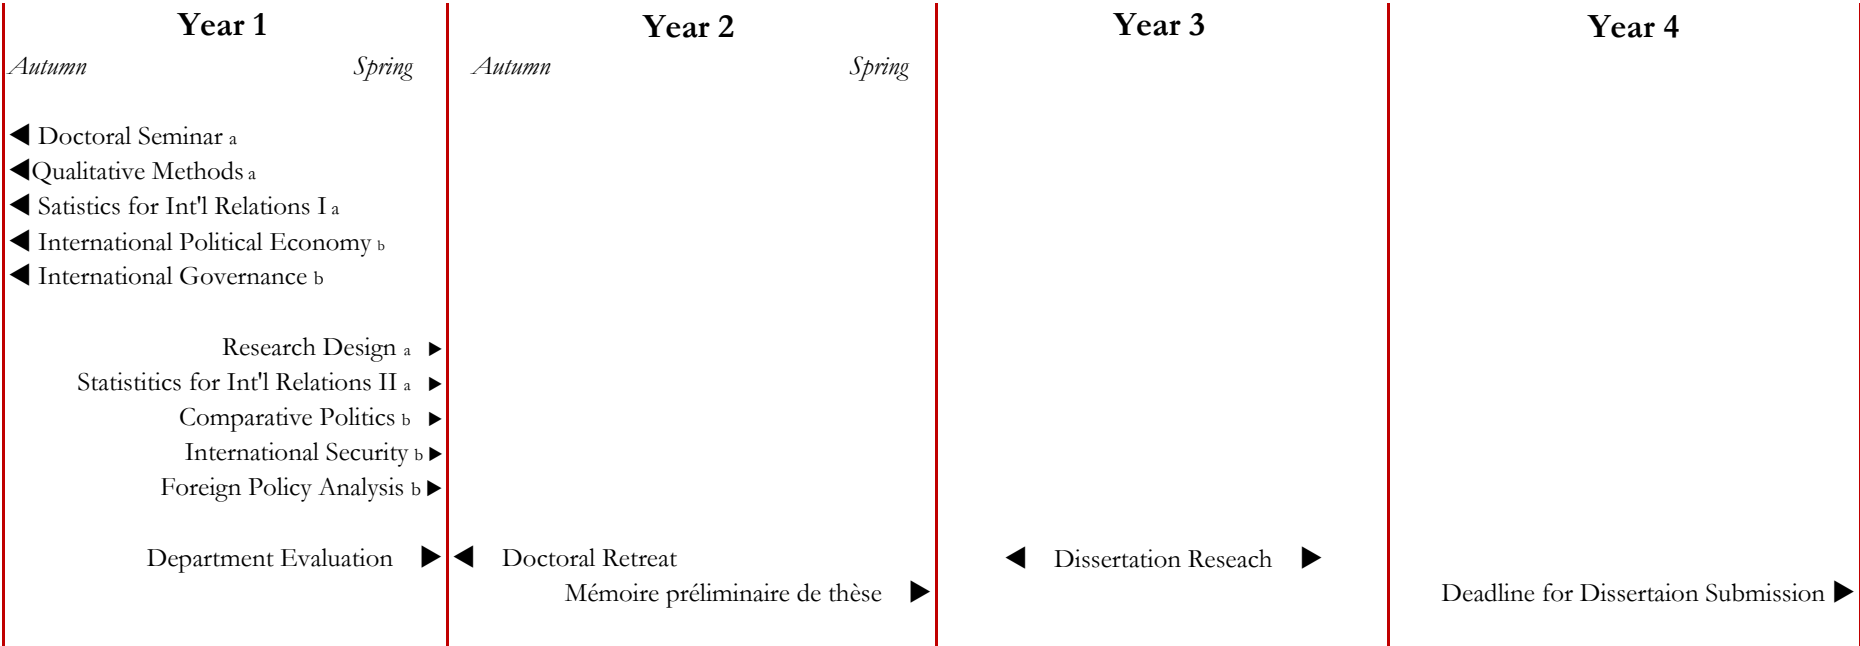 Year 1
Year 2
Year 3
Year 4
Autumn Spring Autumn Spring
Doctoral Seminar a
Qualitative Methods a
Satistics for Int'l Relations I a
International Political Economy b
International Governance b
Research Design a
Statistitics for Int'l Relations II a
Comparative Politics b
International Security b
Foreign Policy Analysis b
Department Evaluation
Doctoral Retreat
Dissertation Reseach
Mémoire préliminaire de thèse
Deadline for Dissertaion Submission